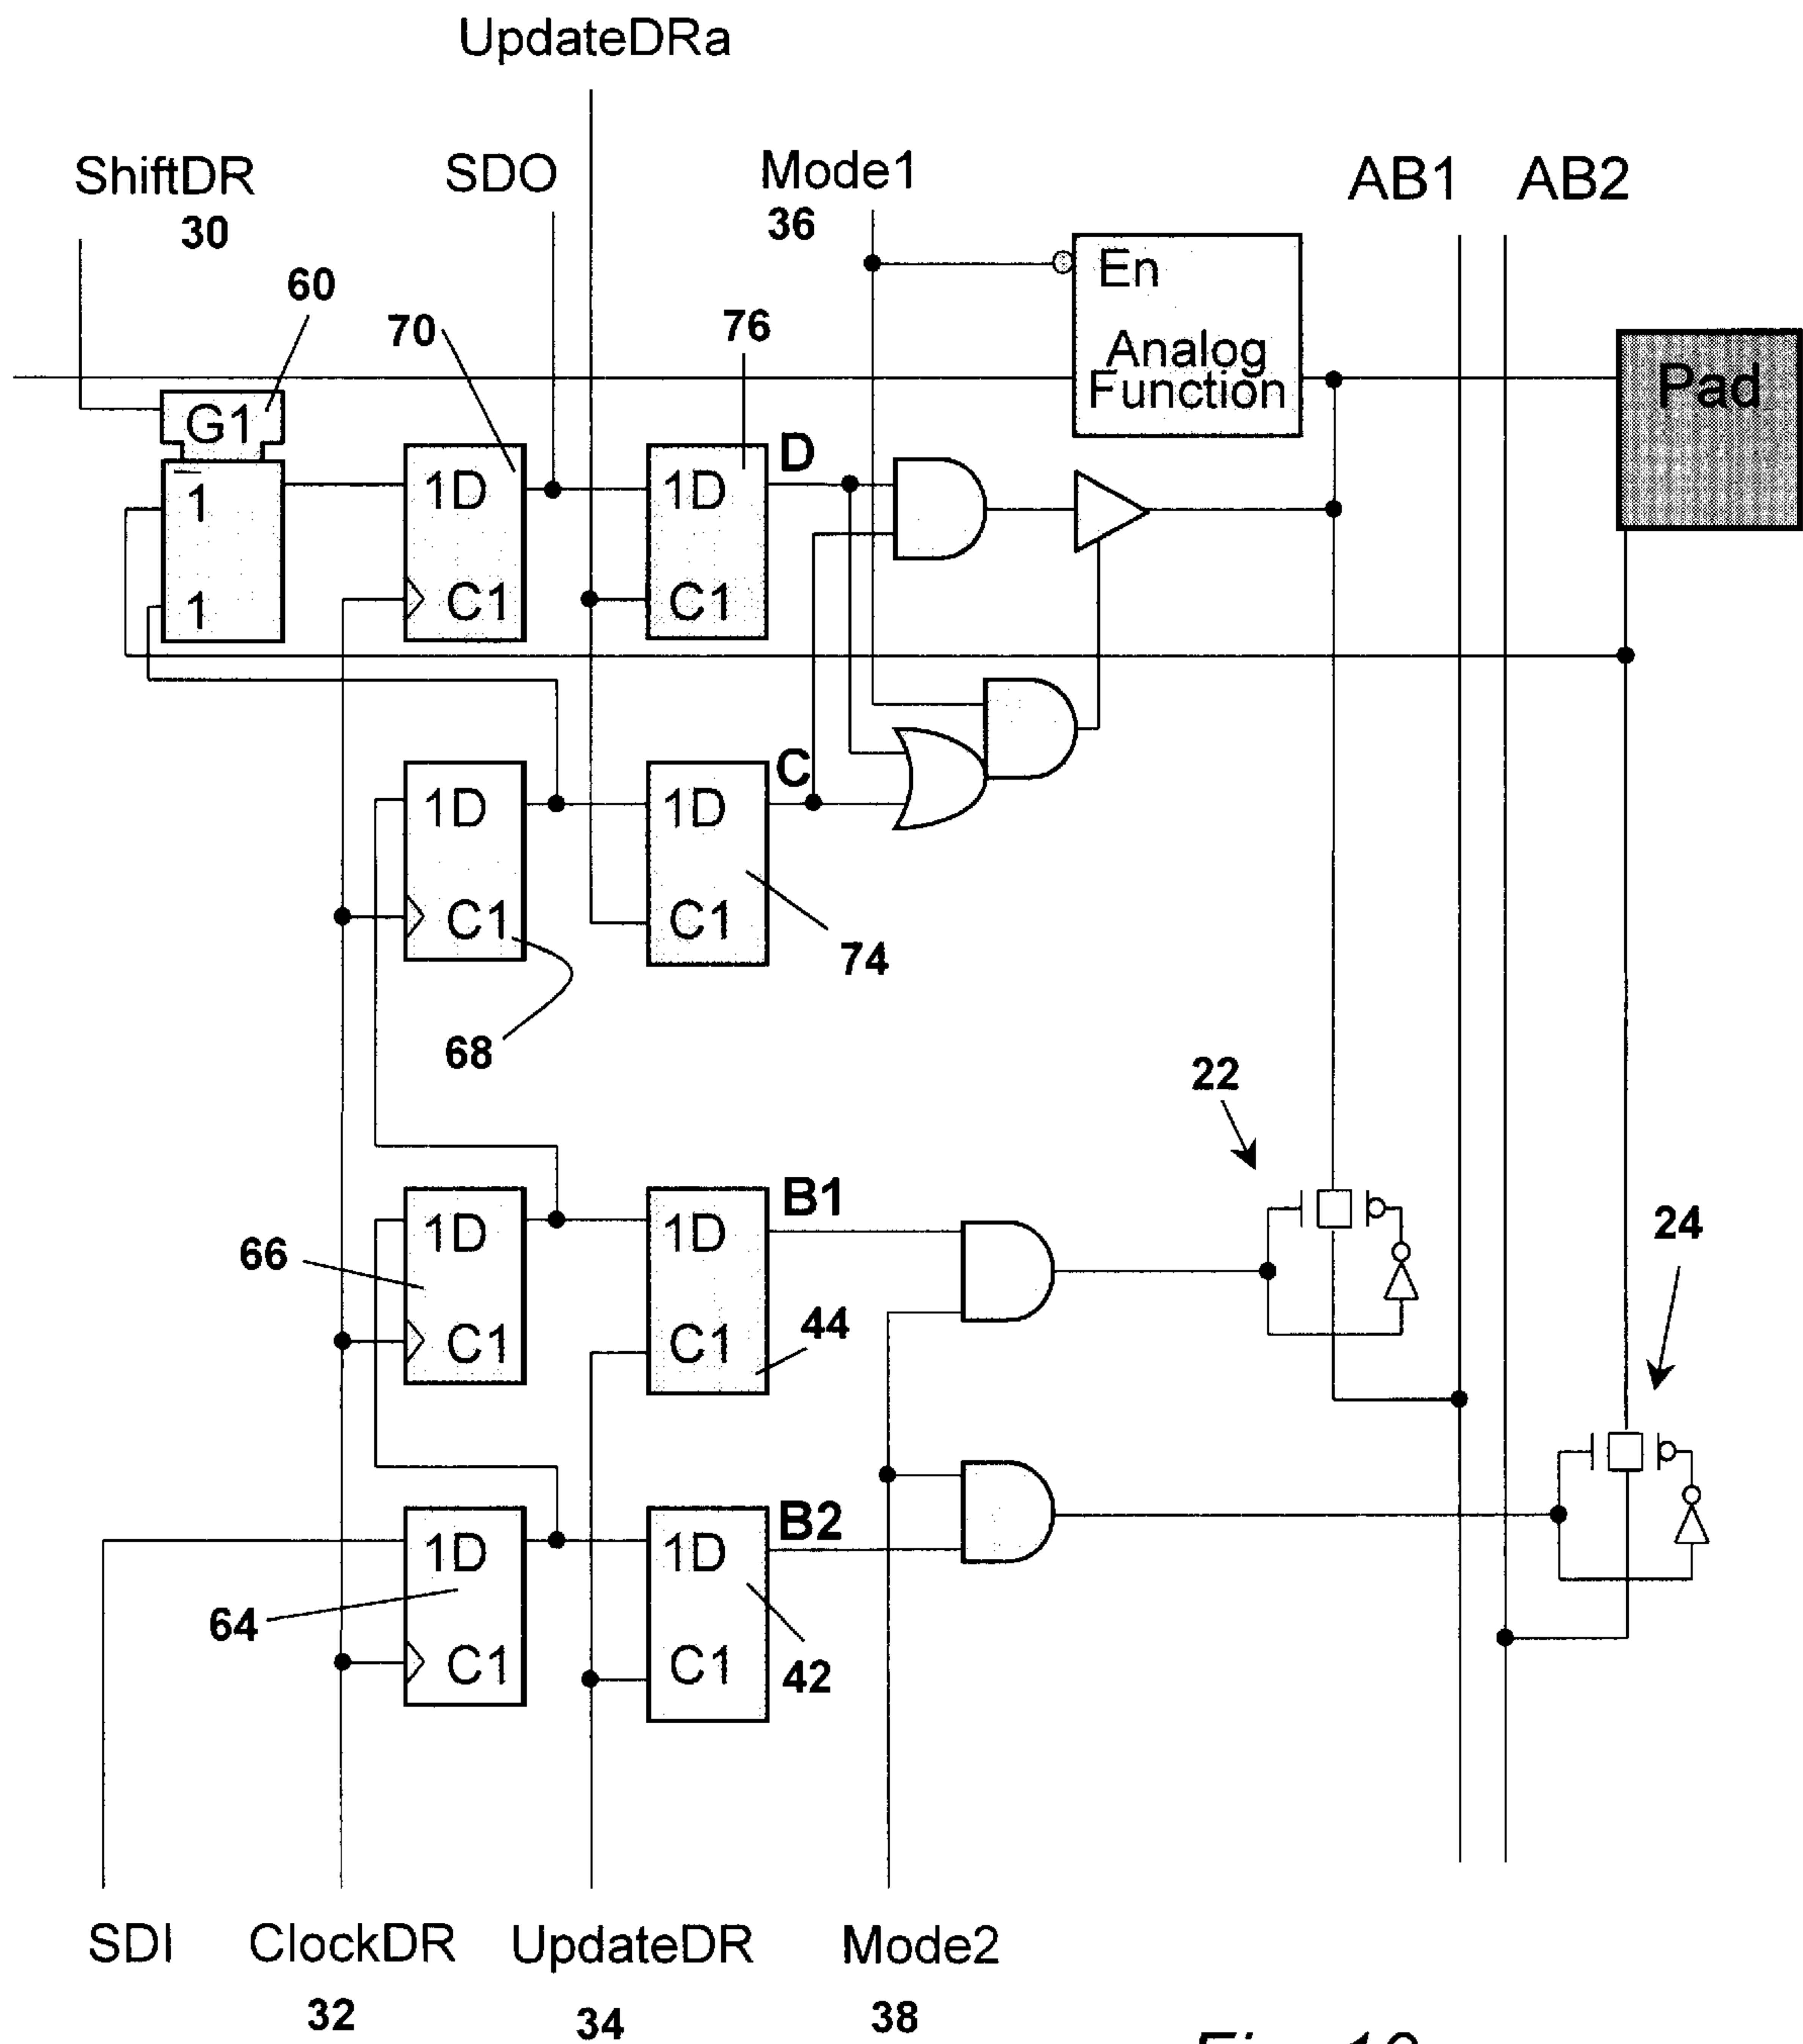 UpdateDRa
ShiftDR
30
SDO
Mode1
36
AB1
AB2
60
70
76
En
Analog
Function
Pad
G1
1
1
1D
C1
1D
C1
D
1D
C1
1D
C1
C
74
68
22
24
1D
C1
66
1D
C1
B1
44
1D
C1
64
1D
C1
B2
42
SDI
ClockDR
32
UpdateDR
34
Mode2
38